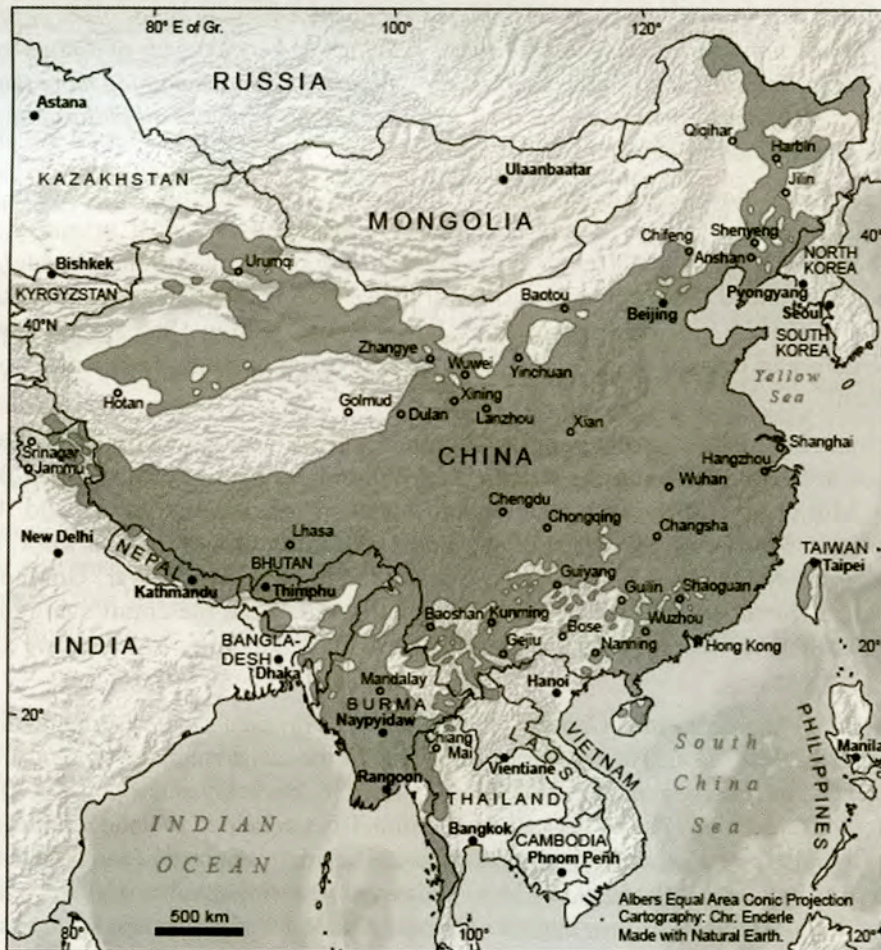 80° E of Gr.
100°
120°
RUSSIA
Astana
Qiqihar
Harbin
KAZAKHSTAN
Ulaanbaatar
Jilin
MONGOLIA
Shenyeng
Chifeng
40°
Urumqi
Anshan
NORTH
KOREA
Bishkek
Baotou
Pyongyang
KYRGYZSTAN
Beijing
Seoul
40°N
SOUTH
KOREA
Zhangye
Wuwei
Yinchuan
Yellow
Sea
Hotan
Golmud
Xining
Dulan
Lanzhou
Xian
Srinagar
CHINA
Shanghai
Jammu
Hangzhou
Wuhan
Chengdu
Chongqing
Changsha
New Delhi
Lhasa
NEPAL
BHUTAN
TAIWAN
Taipei
Kathmandu
Thimphu
Guiyang
Guilin
Shaoguan
Baoshan
Kunming
Wuzhou
INDIA
BANGLA-
DESH
Bose
Gejiu
Nanning
Hong Kong
20°
Dhaka
Mandalay
Hanoi
BURMA
20°
Naypyidaw
PHILIPPINES
Chiang
Mai
LAOS
VIETNAM
South
China
Sea
Manila
Vientiane
Rangoon
THAILAND
INDIAN
OCEAN
Bangkok
CAMBODIA
Phnom Penh
500 km
Albers Equal Area Conic Projection
Cartography: Chr. Enderle
Made with Natural Earth.
80°
100°
120°